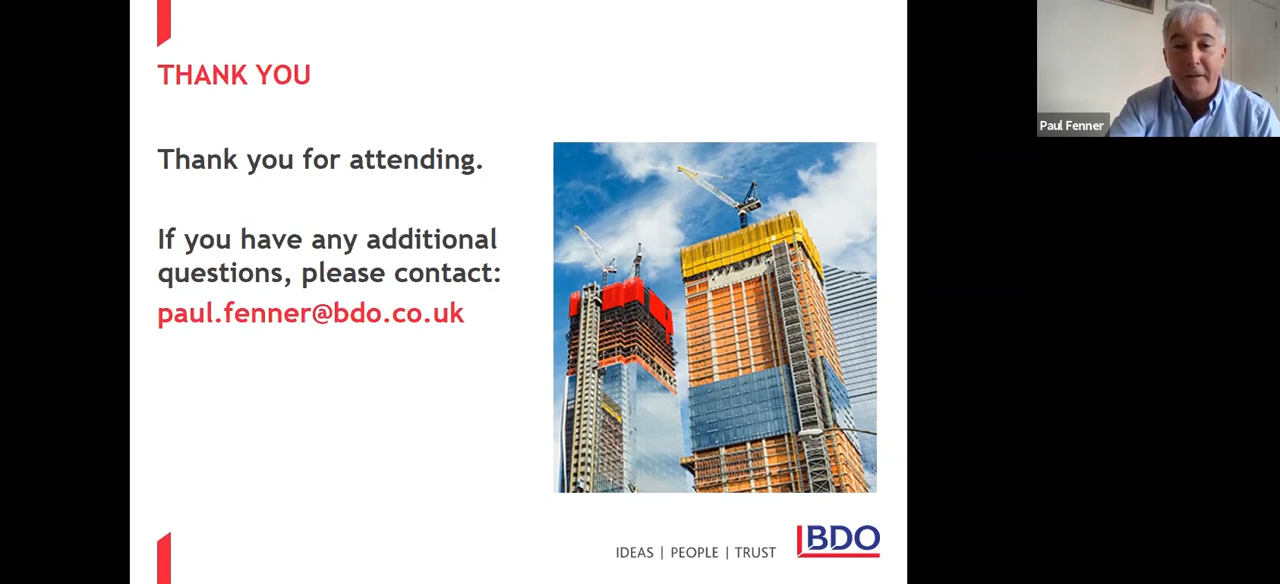 THANK YOU
Thank you for attending.
If you have any additional
questions, please contact:
paul.fenner@bdo.co.uk
IDEAS | PEOPLE | TRUST
BDO
Paul Fenner